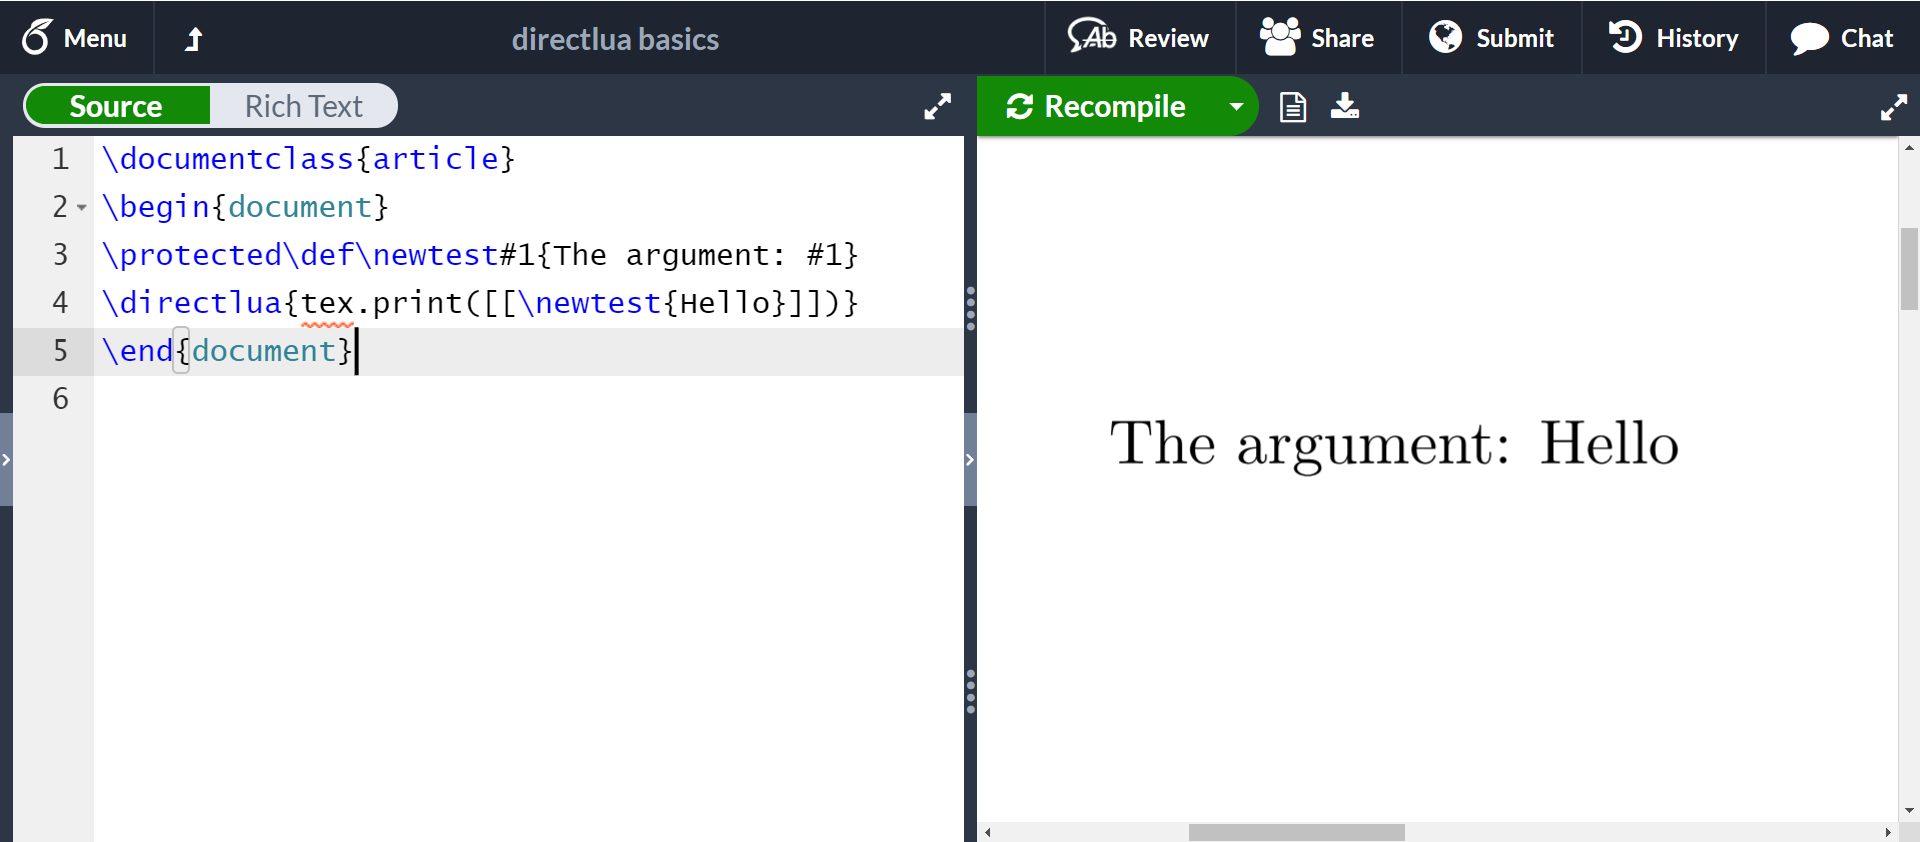 Menu
directlua basics
Review
Share
Submit
History
Chat
Source
Rich Text
Recompile
1 \documentclass{article}
2 \begin{document}
3 \protected\def\newtest#1{The argument: #1}
4 \directlua{tex.print([[\newtest{Hello}]])}
5 \end{document}
6
The argument: Hello